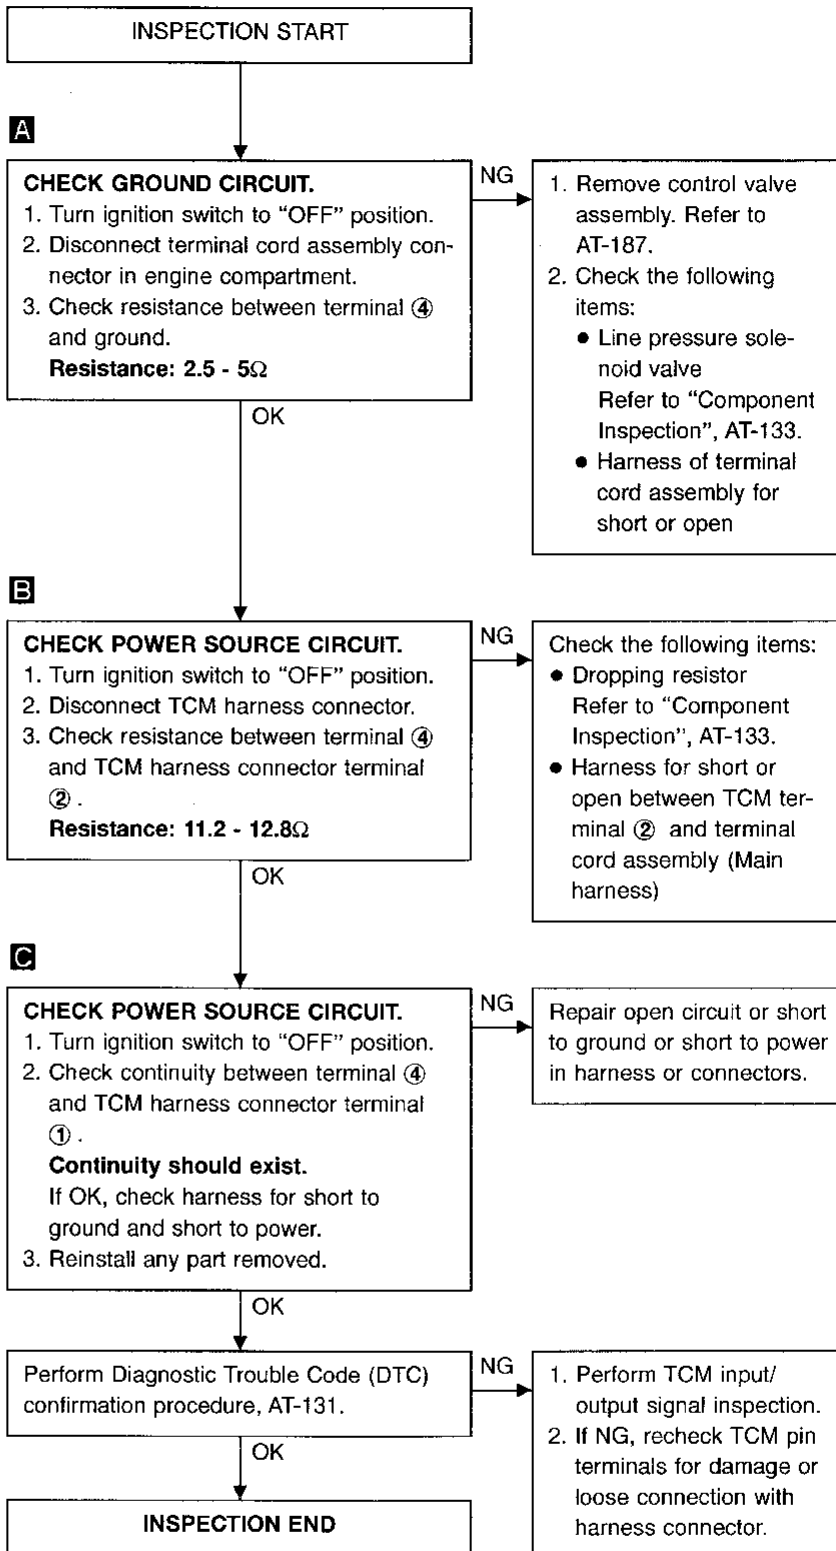 INSPECTION START
A
CHECK GROUND CIRCUIT.
1. Turn ignition switch to “OFF” position.
2. Disconnect terminal cord assembly con-
nector in engine compartment.
3. Check resistance between terminal ④
and ground.
Resistance: 2.5 - 5Ω
NG
1. Remove control valve
assembly. Refer to
AT-187.
2. Check the following
items:
● Line pressure sole-
noid valve
Refer to “Component
Inspection”, AT-133.
● Harness of terminal
cord assembly for
short or open
OK
B
CHECK POWER SOURCE CIRCUIT.
1. Turn ignition switch to “OFF” position.
2. Disconnect TCM harness connector.
3. Check resistance between terminal ④
and TCM harness connector terminal
② .
Resistance: 11.2 - 12.8Ω
NG
Check the following items:
● Dropping resistor
Refer to “Component
Inspection”, AT-133.
● Harness for short or
open between TCM ter-
minal ② and terminal
cord assembly (Main
harness)
OK
C
CHECK POWER SOURCE CIRCUIT.
1. Turn ignition switch to “OFF” position.
2. Check continuity between terminal ④
and TCM harness connector terminal
① .
Continuity should exist.
If OK, check harness for short to
ground and short to power.
3. Reinstall any part removed.
NG
Repair open circuit or short
to ground or short to power
in harness or connectors.
OK
Perform Diagnostic Trouble Code (DTC)
confirmation procedure, AT-131.
NG
1. Perform TCM input/
output signal inspection.
2. If NG, recheck TCM pin
terminals for damage or
loose connection with
harness connector.
OK
INSPECTION END